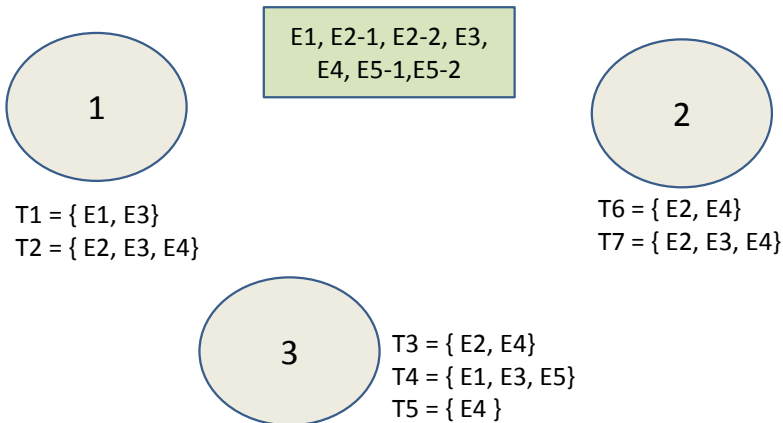 E1, E2-1, E2-2, E3,
E4, E5-1,E5-2
1
2
T1 = { E1, E3}
T2 = { E2, E3, E4}
T6 = { E2, E4}
T7 = { E2, E3, E4}
3
T3 = { E2, E4}
T4 = { E1, E3, E5}
T5 = { E4 }